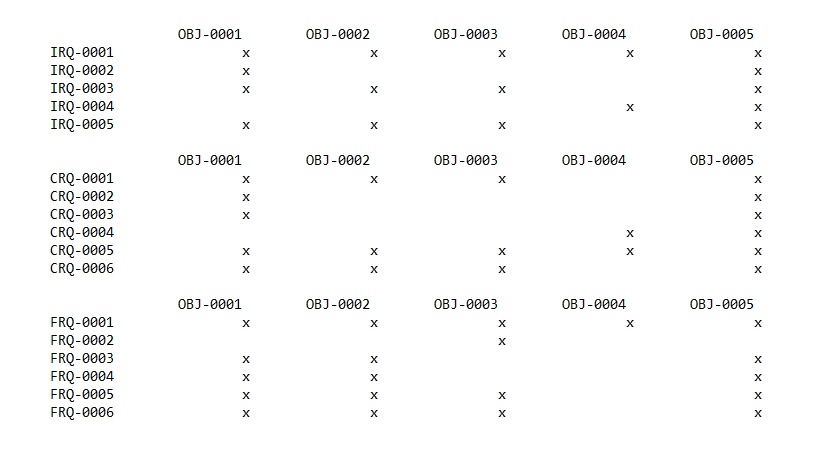 OBJ-0001 OBJ-0002 OBJ-0003 OBJ-0004 OBJ-0005
IRQ-0001 x x x x x
IRQ-0002 x x
IRQ-0003 x x x x
IRQ-0004 x x
IRQ-0005 x x x x
OBJ-0001 OBJ-0002 OBJ-0003 OBJ-0004 OBJ-0005
CRQ-0001 x x x x
CRQ-0002 x x
CRQ-0003 x x
CRQ-0004 x x
CRQ-0005 x x x x x
CRQ-0006 x x x x
OBJ-0001 OBJ-0002 OBJ-0003 OBJ-0004 OBJ-0005
FRQ-0001 x x x x x
FRQ-0002 x
FRQ-0003 x x x
FRQ-0004 x x x
FRQ-0005 x x x x
FRQ-0006 x x x x